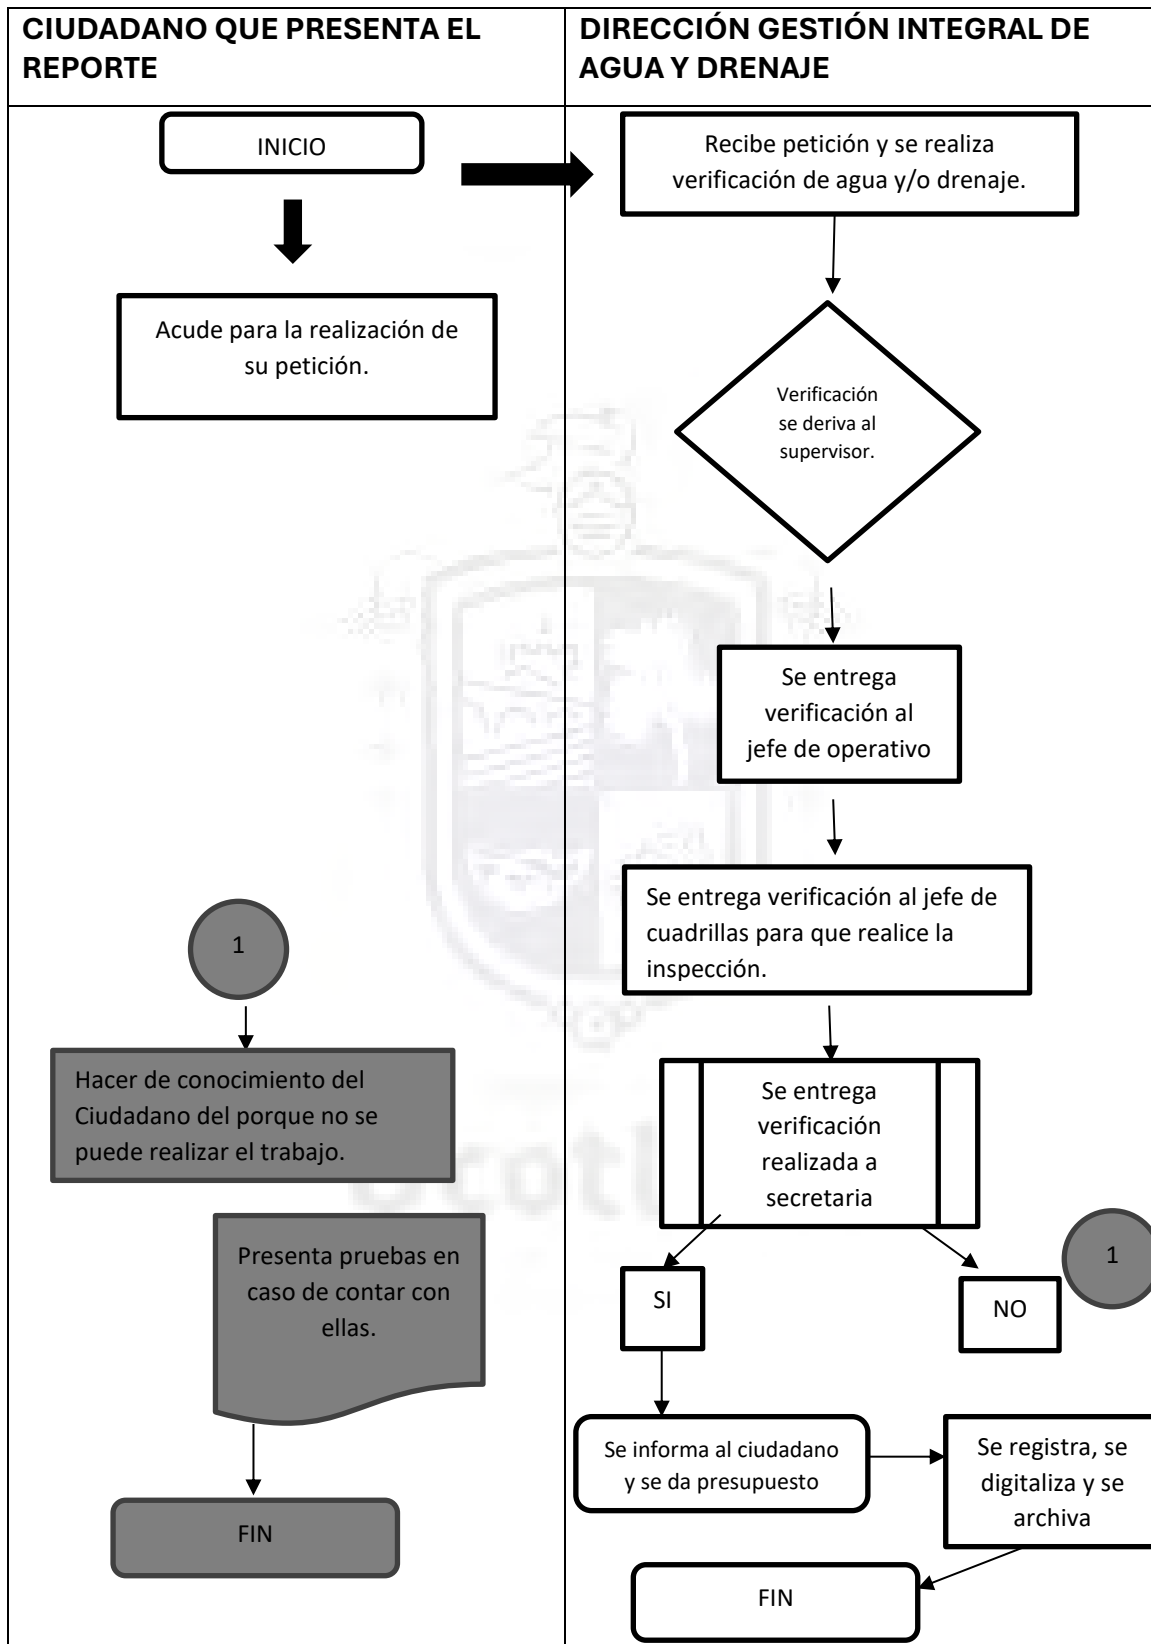 CIUDADANO QUE PRESENTA EL
REPORTE
DIRECCIÓN GESTIÓN INTEGRAL DE
AGUA Y DRENAJE
INICIO
Acude para la realización de
su petición.
1
Hacer de conocimiento del
Ciudadano del porque no se
puede realizar el trabajo.
Presenta pruebas en
caso de contar con
ellas.
FIN
Recibe petición y se realiza
verificación de agua y/o drenaje.
Verificación
se deriva al
supervisor.
Se entrega
verificación al
jefe de operativo
Se entrega verificación al jefe de
cuadrillas para que realice la
inspección.
Se entrega
verificación
realizada a
secretaria
SI
NO
1
Se informa al ciudadano
y se da presupuesto
Se registra, se
digitaliza y se
archiva
FIN